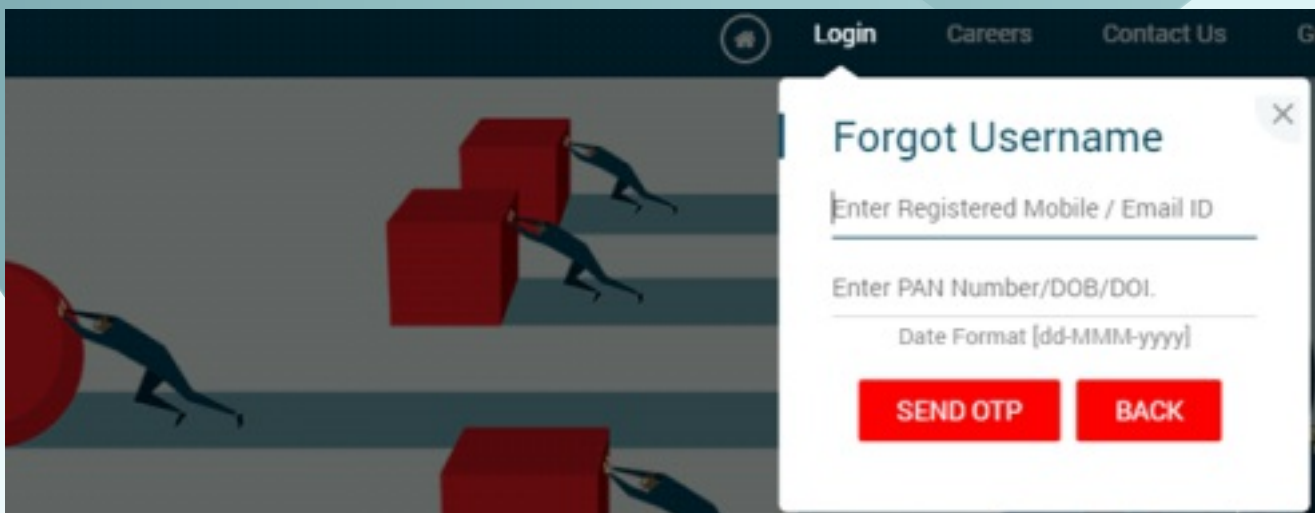 Login
Careers
Contact Us
G
Forgot Username
Enter Registered Mobile / Email ID
Enter PAN Number/DOB/DOI.
Date Format [dd-MMM-yyyy]
SEND OTP
BACK